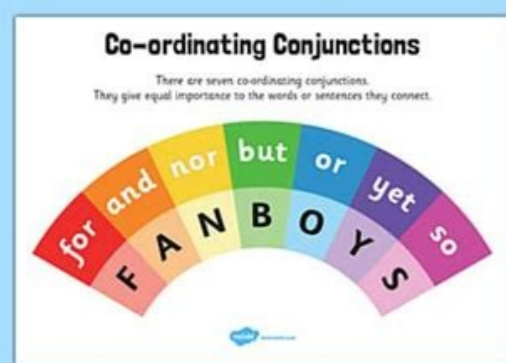 Co-ordinating Conjunctions
There are seven co-ordinating conjunctions.
They give equal importance to the words or sentences they connect.
for and nor but or yet so
F A N B O Y S